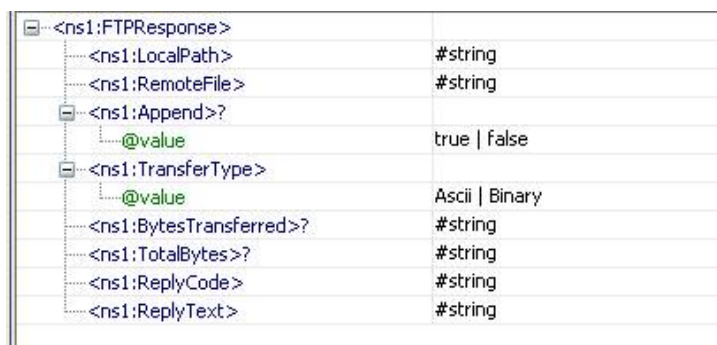 <ns1:FTPResponse>
<ns1:LocalPath> #string
<ns1:RemoteFile> #string
<ns1:Append>?
@value true | false
<ns1:TransferType>
@value Ascii | Binary
<ns1:BytesTransferred>? #string
<ns1:TotalBytes>? #string
<ns1:ReplyCode> #string
<ns1:ReplyText> #string